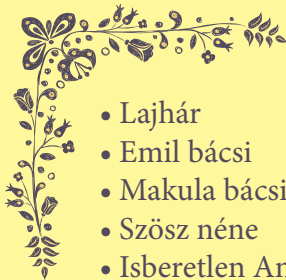 • Lajhár
• Emil bácsi
• Makula bácsi
• Szösz néne
• Isberetlen